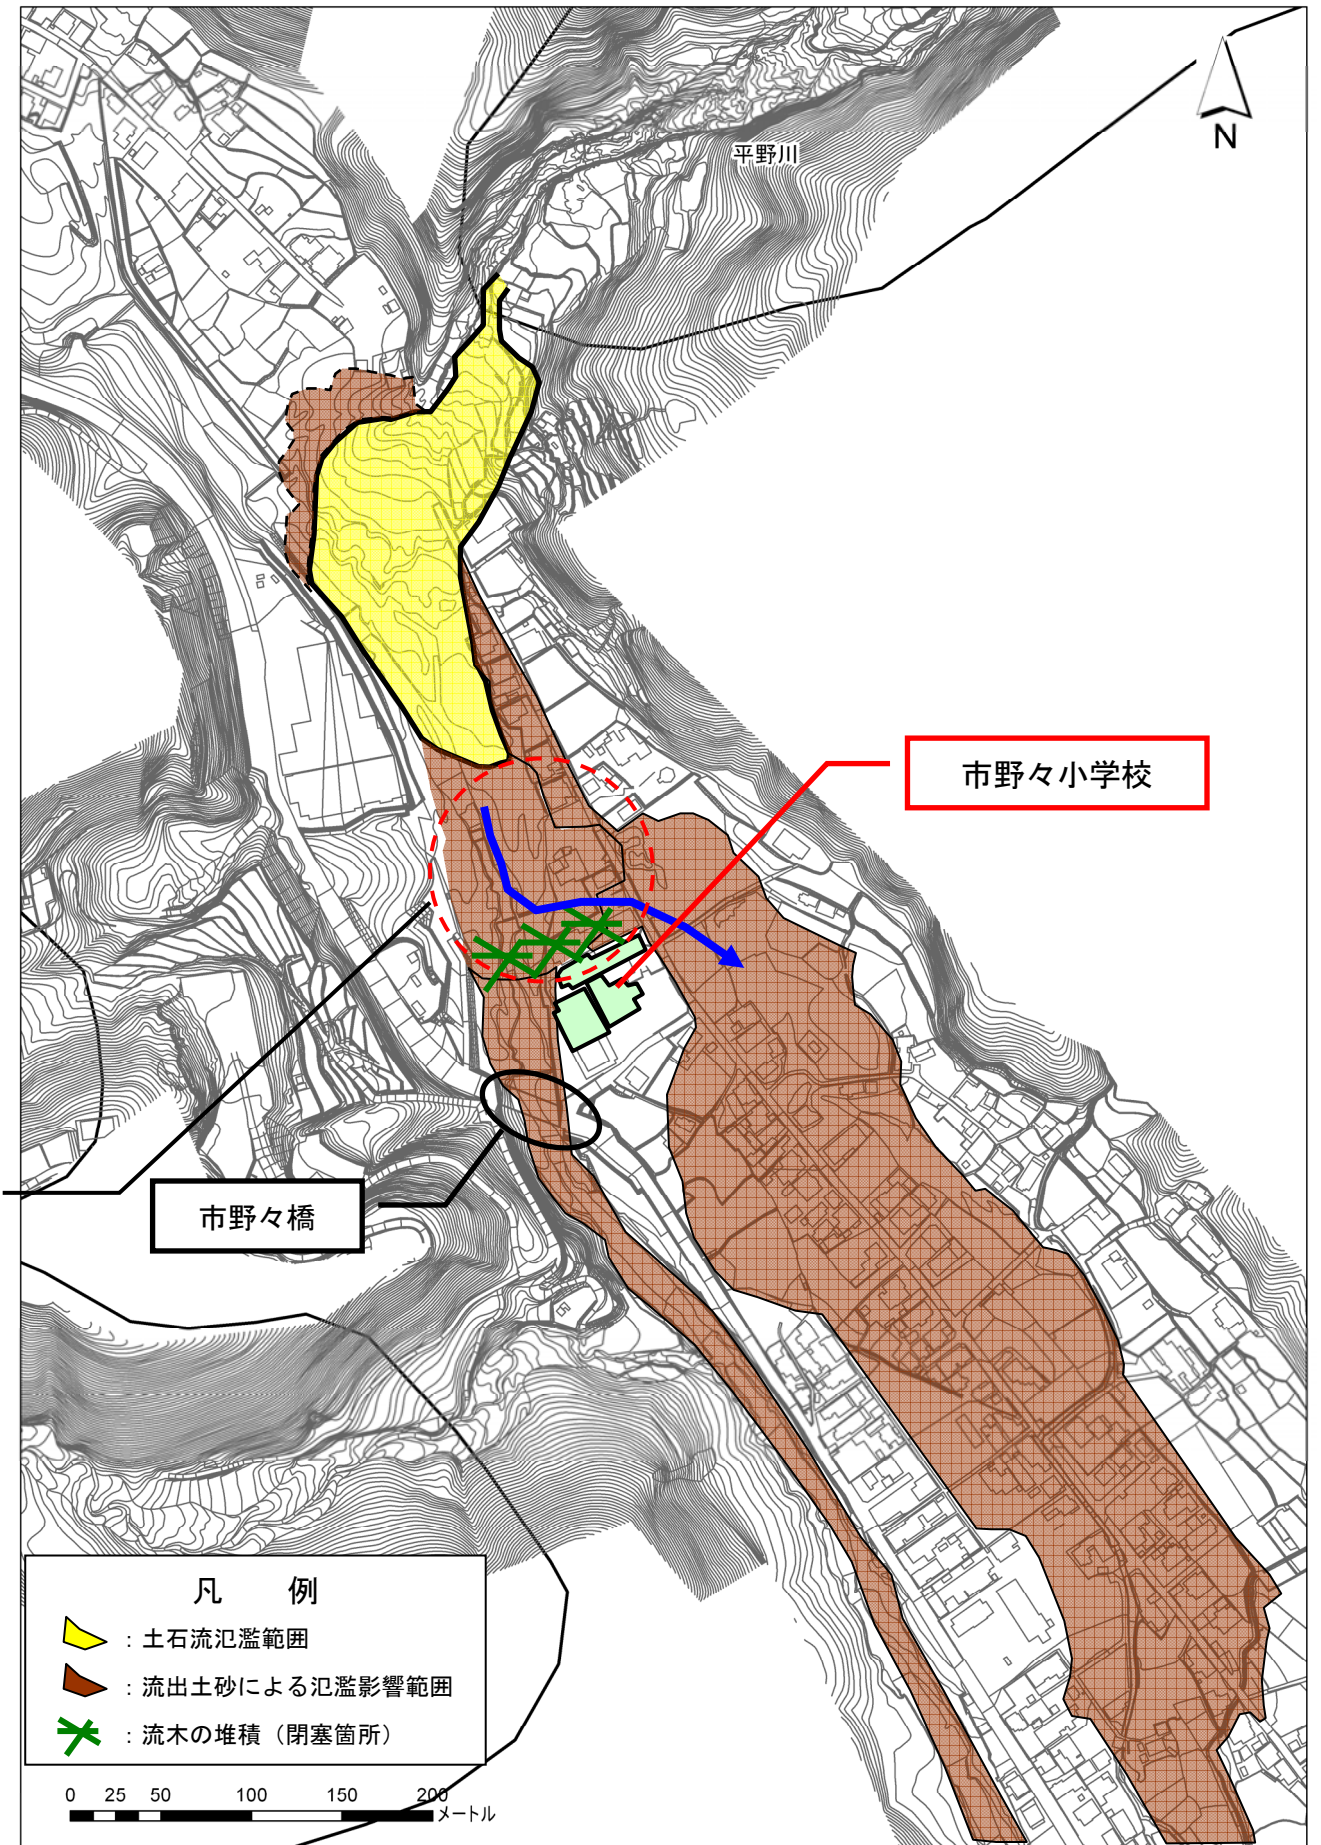 N
平野川
市野々小学校
市野々橋
凡 例
：土石流氾濫範囲
：流出土砂による氾濫影響範囲
：流木の堆積（閉塞箇所）
0 25 50 100 150 200
メートル